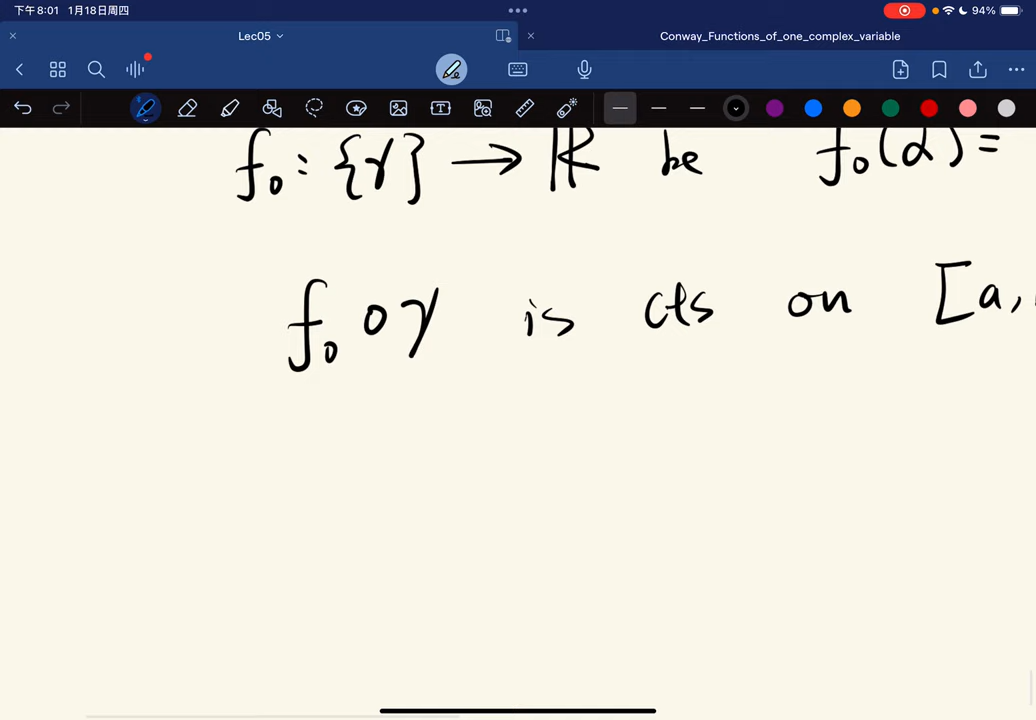 下午8:01 1月18日周四
94%
Lec05
Conway_Functions_of_one_complex_variable
f₀ : {γ} → ℝ be f₀(α) =
f₀ ∘ γ is cts on [a,